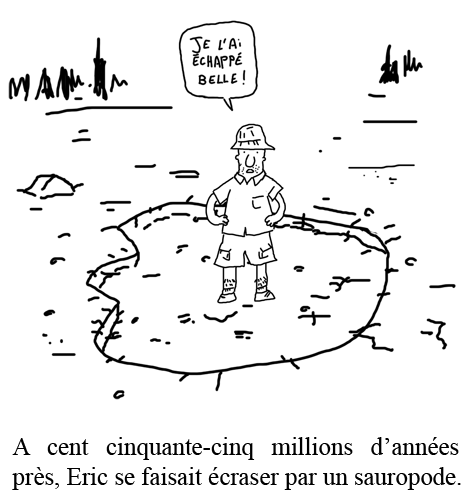 JE L'Ai
ÉCHAPPÉ
BELLE !
A cent cinquante-cinq millions d'années
près, Eric se faisait écraser par un sauropode.